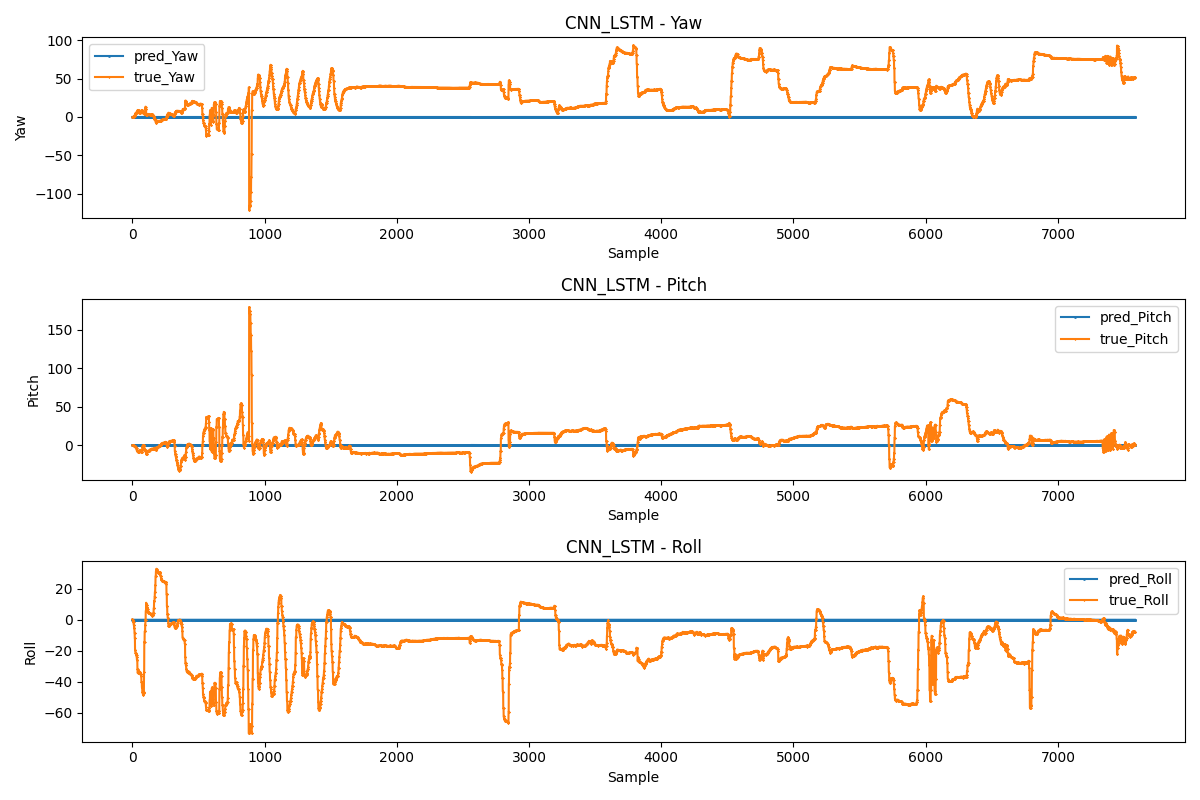 CNN_LSTM - Yaw
100
50
0
−50
−100
Yaw
pred_Yaw
true_Yaw
0 1000 2000 3000 4000 5000 6000 7000
Sample
CNN_LSTM - Pitch
150
100
50
0
Pitch
pred_Pitch
true_Pitch
0 1000 2000 3000 4000 5000 6000 7000
Sample
CNN_LSTM - Roll
20
0
−20
−40
−60
Roll
pred_Roll
true_Roll
0 1000 2000 3000 4000 5000 6000 7000
Sample